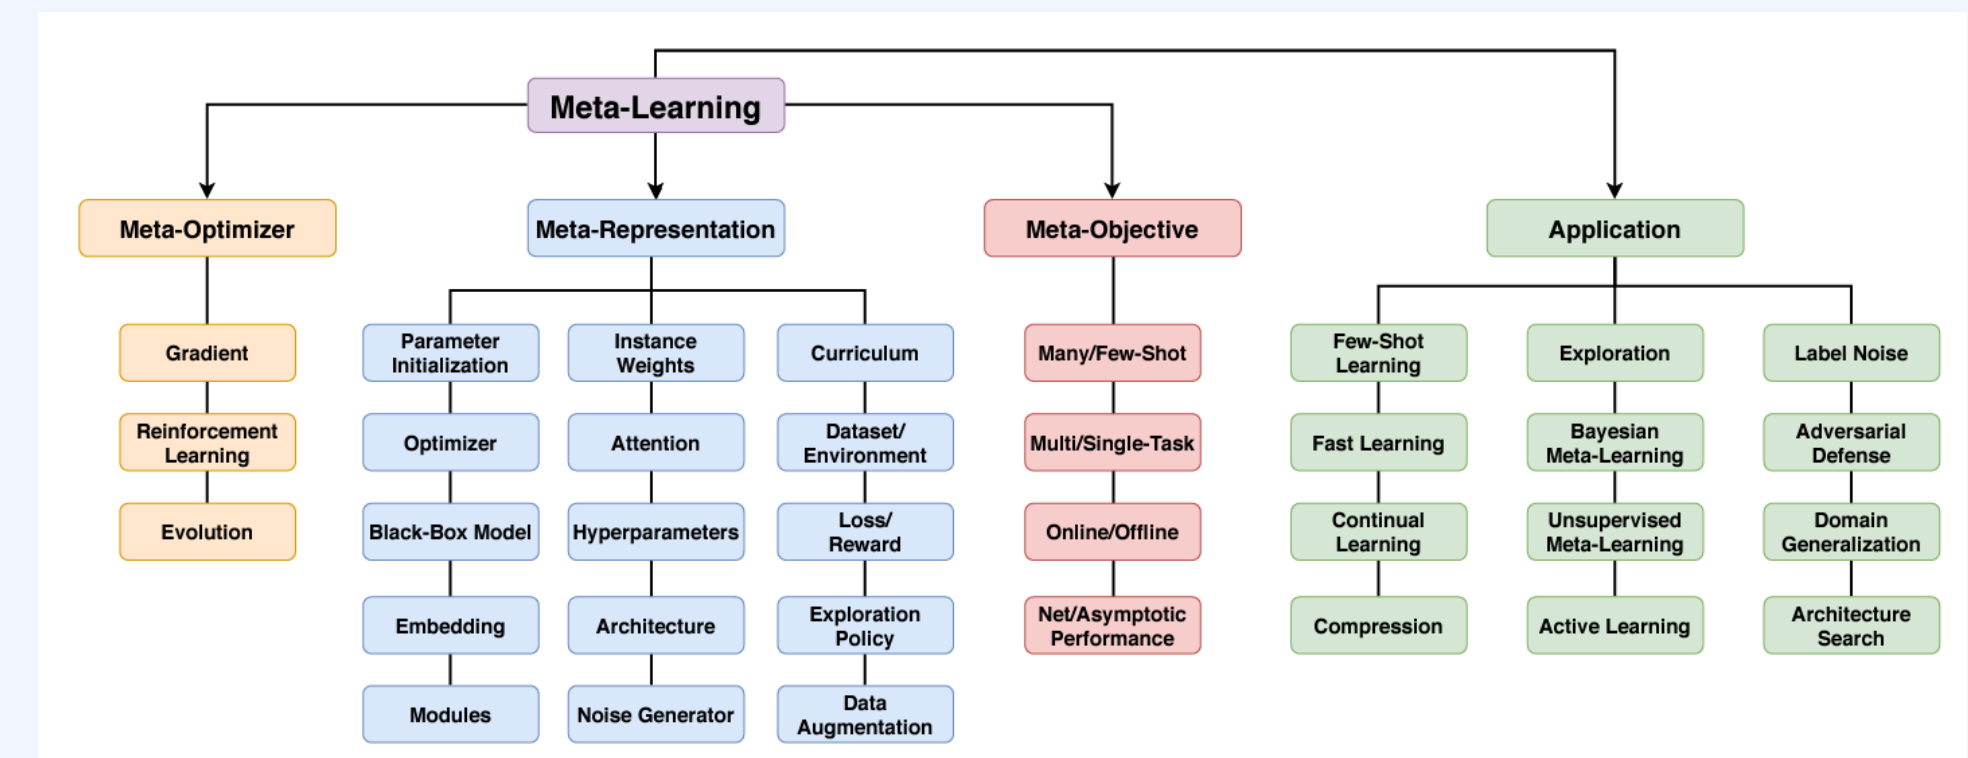 Meta-Learning
Meta-Optimizer
Meta-Representation
Meta-Objective
Application
Gradient
Reinforcement
Learning
Evolution
Parameter
Initialization
Optimizer
Black-Box Model
Embedding
Modules
Instance
Weights
Attention
Hyperparameters
Architecture
Noise Generator
Curriculum
Dataset/
Environment
Loss/
Reward
Exploration
Policy
Data
Augmentation
Many/Few-Shot
Multi/Single-Task
Online/Offline
Net/Asymptotic
Performance
Few-Shot
Learning
Fast Learning
Continual
Learning
Compression
Exploration
Bayesian
Meta-Learning
Unsupervised
Meta-Learning
Active Learning
Label Noise
Adversarial
Defense
Domain
Generalization
Architecture
Search